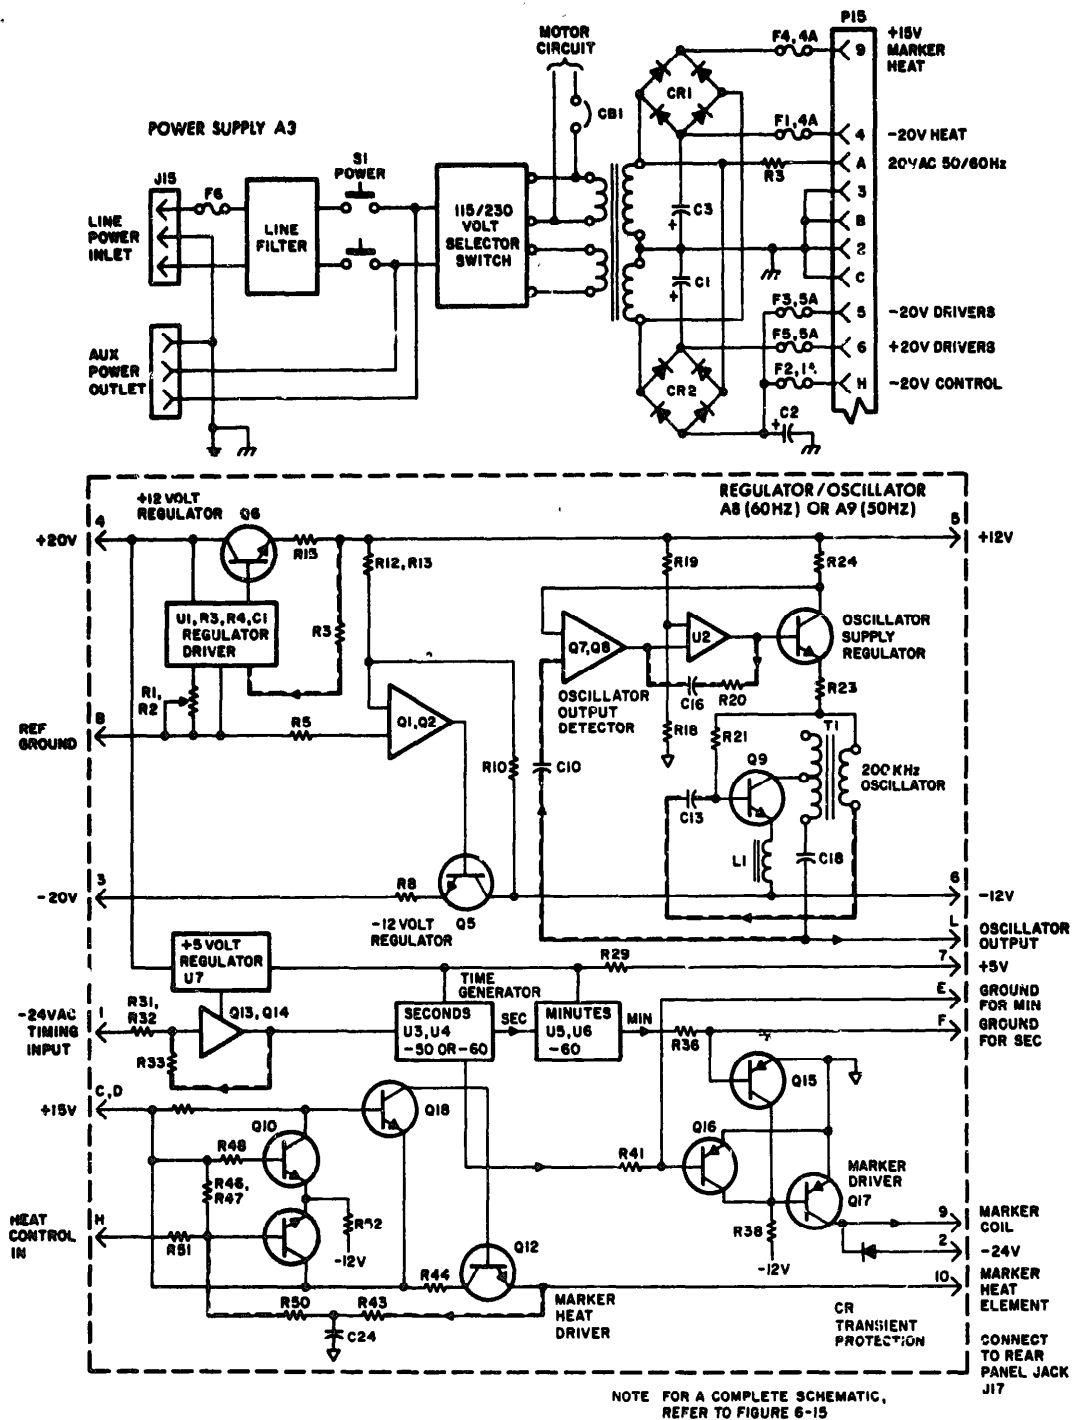 P15
F4, 4A
+15V
MARKER
HEAT
9
MOTOR
CIRCUIT
CR1
CB1
POWER SUPPLY A3
F1, 4A
4
-20V HEAT
S1
POWER
A
20VAC 50/60Hz
R3
J15
F6
3
LINE
POWER
INLET
LINE
FILTER
115/230
VOLT
SELECTOR
SWITCH
C3
+
B
2
C1
+
C
F3, 5A
5
-20V DRIVERS
F5, 5A
6
+20V DRIVERS
AUX
POWER
OUTLET
F2, 1A
H
-20V CONTROL
CR2
C2
+
REGULATOR/OSCILLATOR
A8 (60HZ) OR A9 (50HZ)
+12 VOLT
REGULATOR
Q6
4
+20V
5
+12V
R15
R12, R13
R19
R24
U1, R3, R4, C1
REGULATOR
DRIVER
R3
Q7, Q8
U2
OSCILLATOR
SUPPLY
REGULATOR
C16
R20
R23
OSCILLATOR
OUTPUT
DETECTOR
R1,
R2
B
REF
GROUND
R5
Q1, Q2
R18
R21
T1
R10
C10
Q9
200KHz
OSCILLATOR
C13
L1
C18
3
-20V
R8
Q5
-12 VOLT
REGULATOR
6
-12V
L
OSCILLATOR
OUTPUT
+5 VOLT
REGULATOR
U7
R29
7
+5V
TIME
GENERATOR
E
GROUND
FOR MIN
-24VAC
TIMING
INPUT
1
R31,
R32
Q13, Q14
SECONDS
U3, U4
-50 OR -60
SEC
MINUTES
U5, U6
-60
MIN
R36
F
GROUND
FOR SEC
R33
Q15
C, D
+15V
Q18
Q10
Q16
R48
R41
R46,
R47
MARKER
DRIVER
Q17
HEAT
CONTROL
IN
H
R51
R52
-12V
R38
-12V
9
MARKER
COIL
2
-24V
Q12
R44
10
MARKER
HEAT
ELEMENT
R50
R43
MARKER
HEAT
DRIVER
C24
CR
TRANSIENT
PROTECTION
CONNECT
TO REAR
PANEL JACK
J17
NOTE FOR A COMPLETE SCHEMATIC,
REFER TO FIGURE 6-15